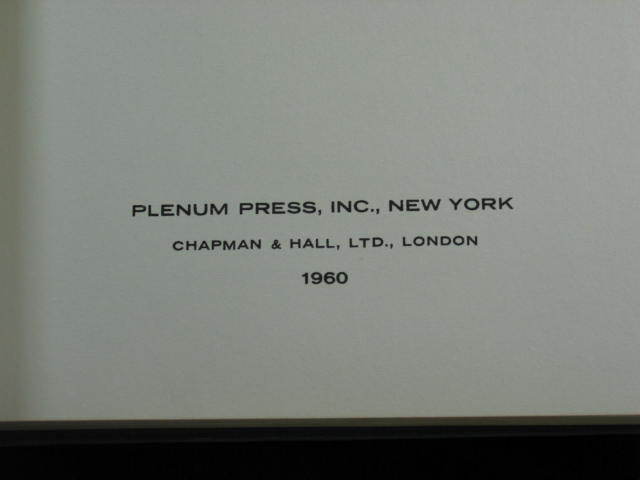 PLENUM PRESS, INC., NEW YORK
CHAPMAN & HALL, LTD., LONDON
1960